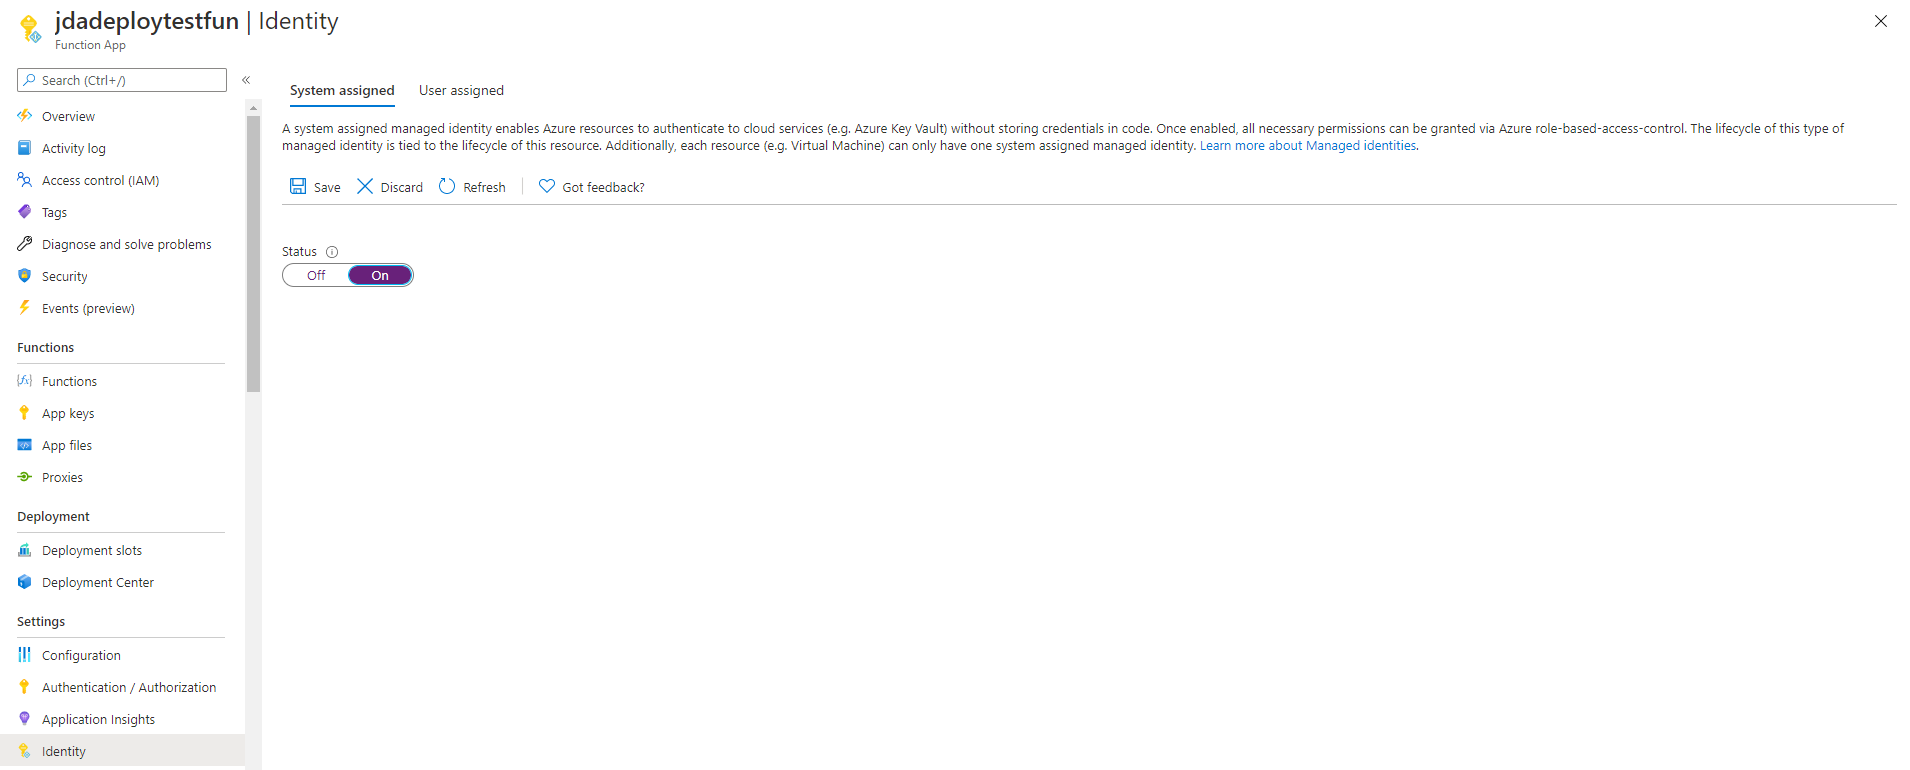 jdadeploytestfun | Identity
Function App
Search (Ctrl+/)
«
Overview
Activity log
Access control (IAM)
Tags
Diagnose and solve problems
Security
Events (preview)
Functions
Functions
App keys
App files
Proxies
Deployment
Deployment slots
Deployment Center
Settings
Configuration
Authentication / Authorization
Application Insights
Identity
System assigned User assigned
A system assigned managed identity enables Azure resources to authenticate to cloud services (e.g. Azure Key Vault) without storing credentials in code. Once enabled, all necessary permissions can be granted via Azure role-based-access-control. The lifecycle of this type of
managed identity is tied to the lifecycle of this resource. Additionally, each resource (e.g. Virtual Machine) can only have one system assigned managed identity. Learn more about Managed identities.
Save Discard Refresh Got feedback?
Status
Off On